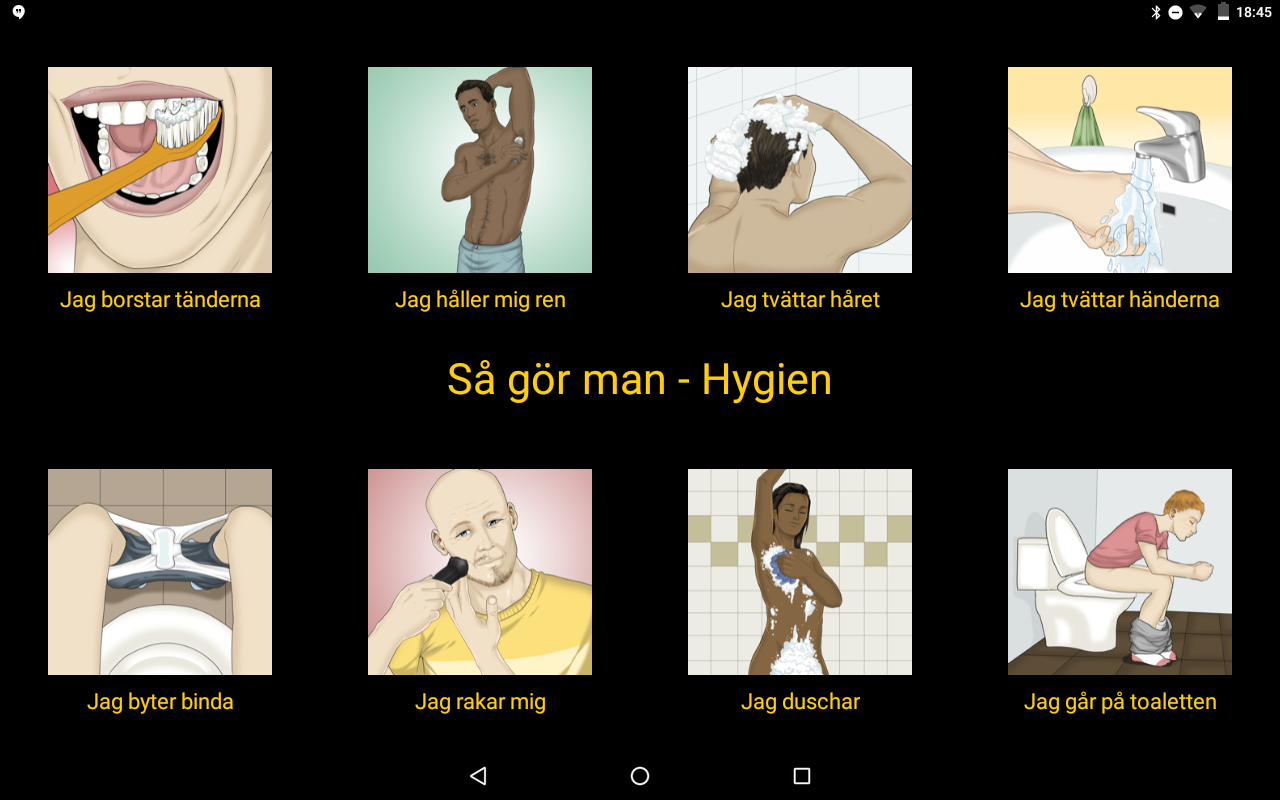 18:45
Jag borstar tänderna
Jag håller mig ren
Jag tvättar håret
Jag tvättar händerna
Så gör man - Hygien
Jag byter binda
Jag rakar mig
Jag duschar
Jag går på toaletten